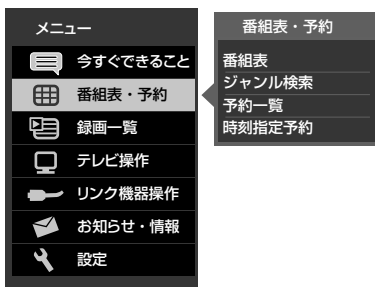 メニュー
今すぐできること
番組表・予約
録画一覧
テレビ操作
リンク機器操作
お知らせ・情報
設定
番組表・予約
番組表
ジャンル検索
予約一覧
時刻指定予約